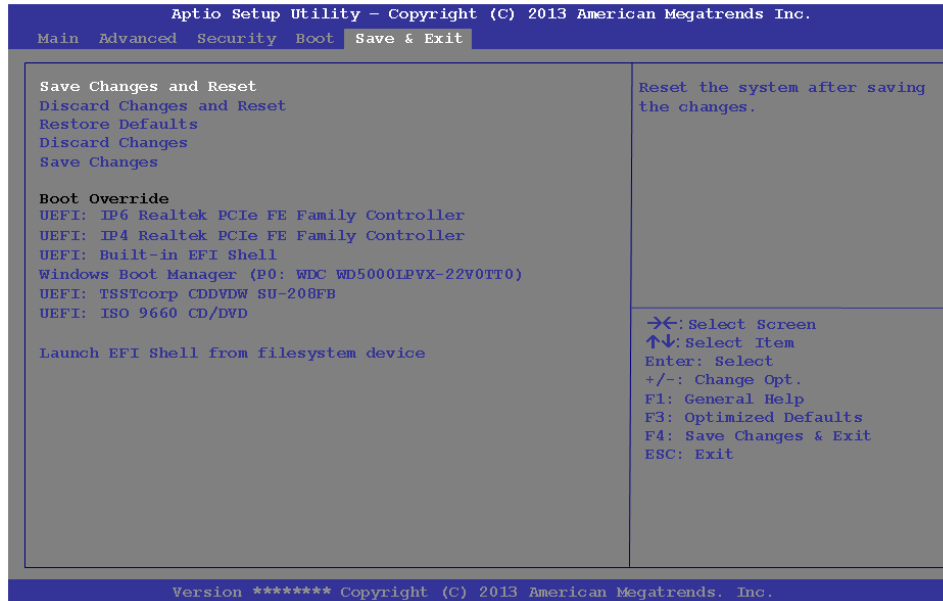 Aptio Setup Utility – Copyright (C) 2013 American Megatrends Inc.
Main Advanced Security Boot Save & Exit
Save Changes and Reset
Discard Changes and Reset
Restore Defaults
Discard Changes
Save Changes
Boot Override
UEFI: IP6 Realtek PCIe FE Family Controller
UEFI: IP4 Realtek PCIe FE Family Controller
UEFI: Built-in EFI Shell
Windows Boot Manager (P0: WDC WD5000LPVX-22V0TT0)
UEFI: TSSTcorp CDDVDW SU-208FB
UEFI: ISO 9660 CD/DVD
Launch EFI Shell from filesystem device
Reset the system after saving
the changes.
→←: Select Screen
↑↓: Select Item
Enter: Select
+/-: Change Opt.
F1: General Help
F3: Optimized Defaults
F4: Save Changes & Exit
ESC: Exit
Version ******** Copyright (C) 2013 American Megatrends. Inc.